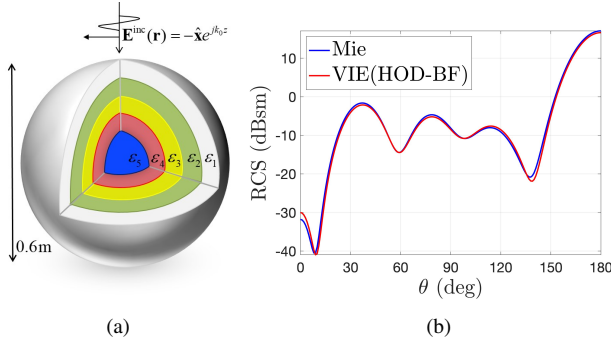 E^inc(r) = −x̂e^{jk₀z}
ε₅ ε₄ ε₃ ε₂ ε₁
0.6m
(a)
Mie
VIE(HOD-BF)
RCS (dBsm)
10
0
-10
-20
-30
-40
0 30 60 90 120 150 180
θ (deg)
(b)